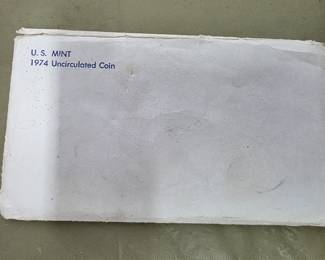 U. S. MINT
1974 Uncirculated Coin